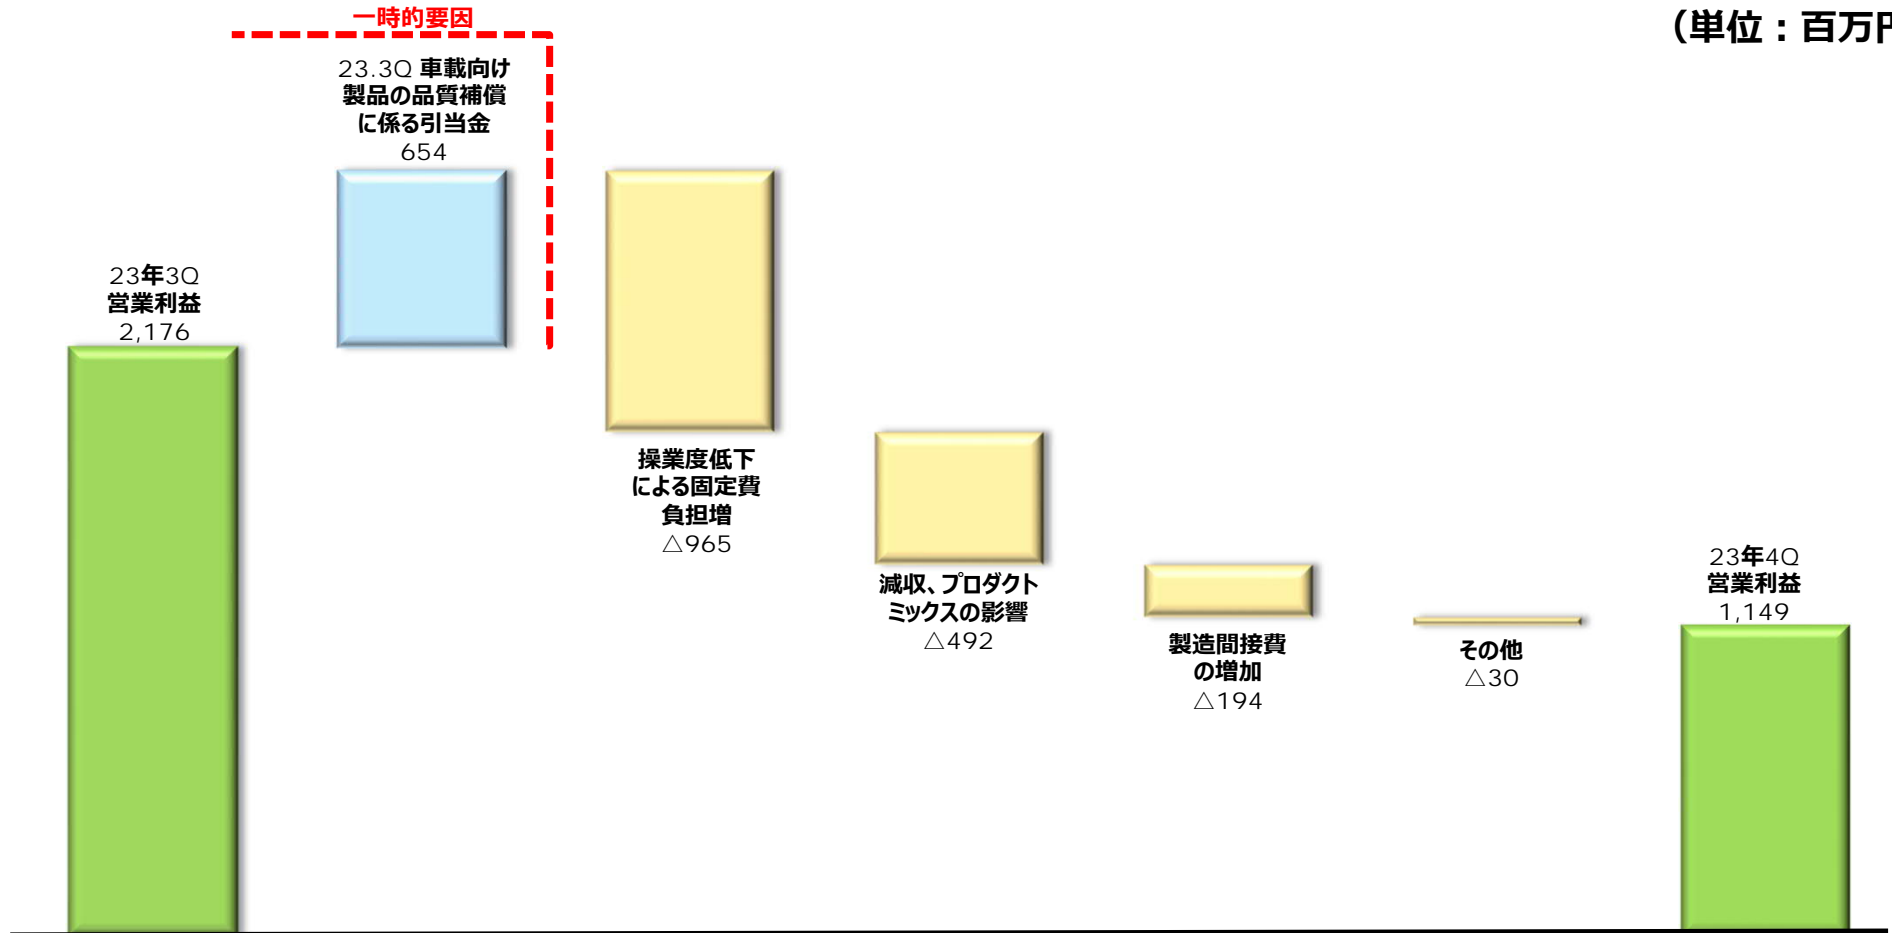 一時的要因
(単位：百万円
23.3Q 車載向け
製品の品質補償
に係る引当金
654
23年3Q
営業利益
2,176
操業度低下
による固定費
負担増
△965
減収、プロダクト
ミックスの影響
△492
製造間接費
の増加
△194
その他
△30
23年4Q
営業利益
1,149